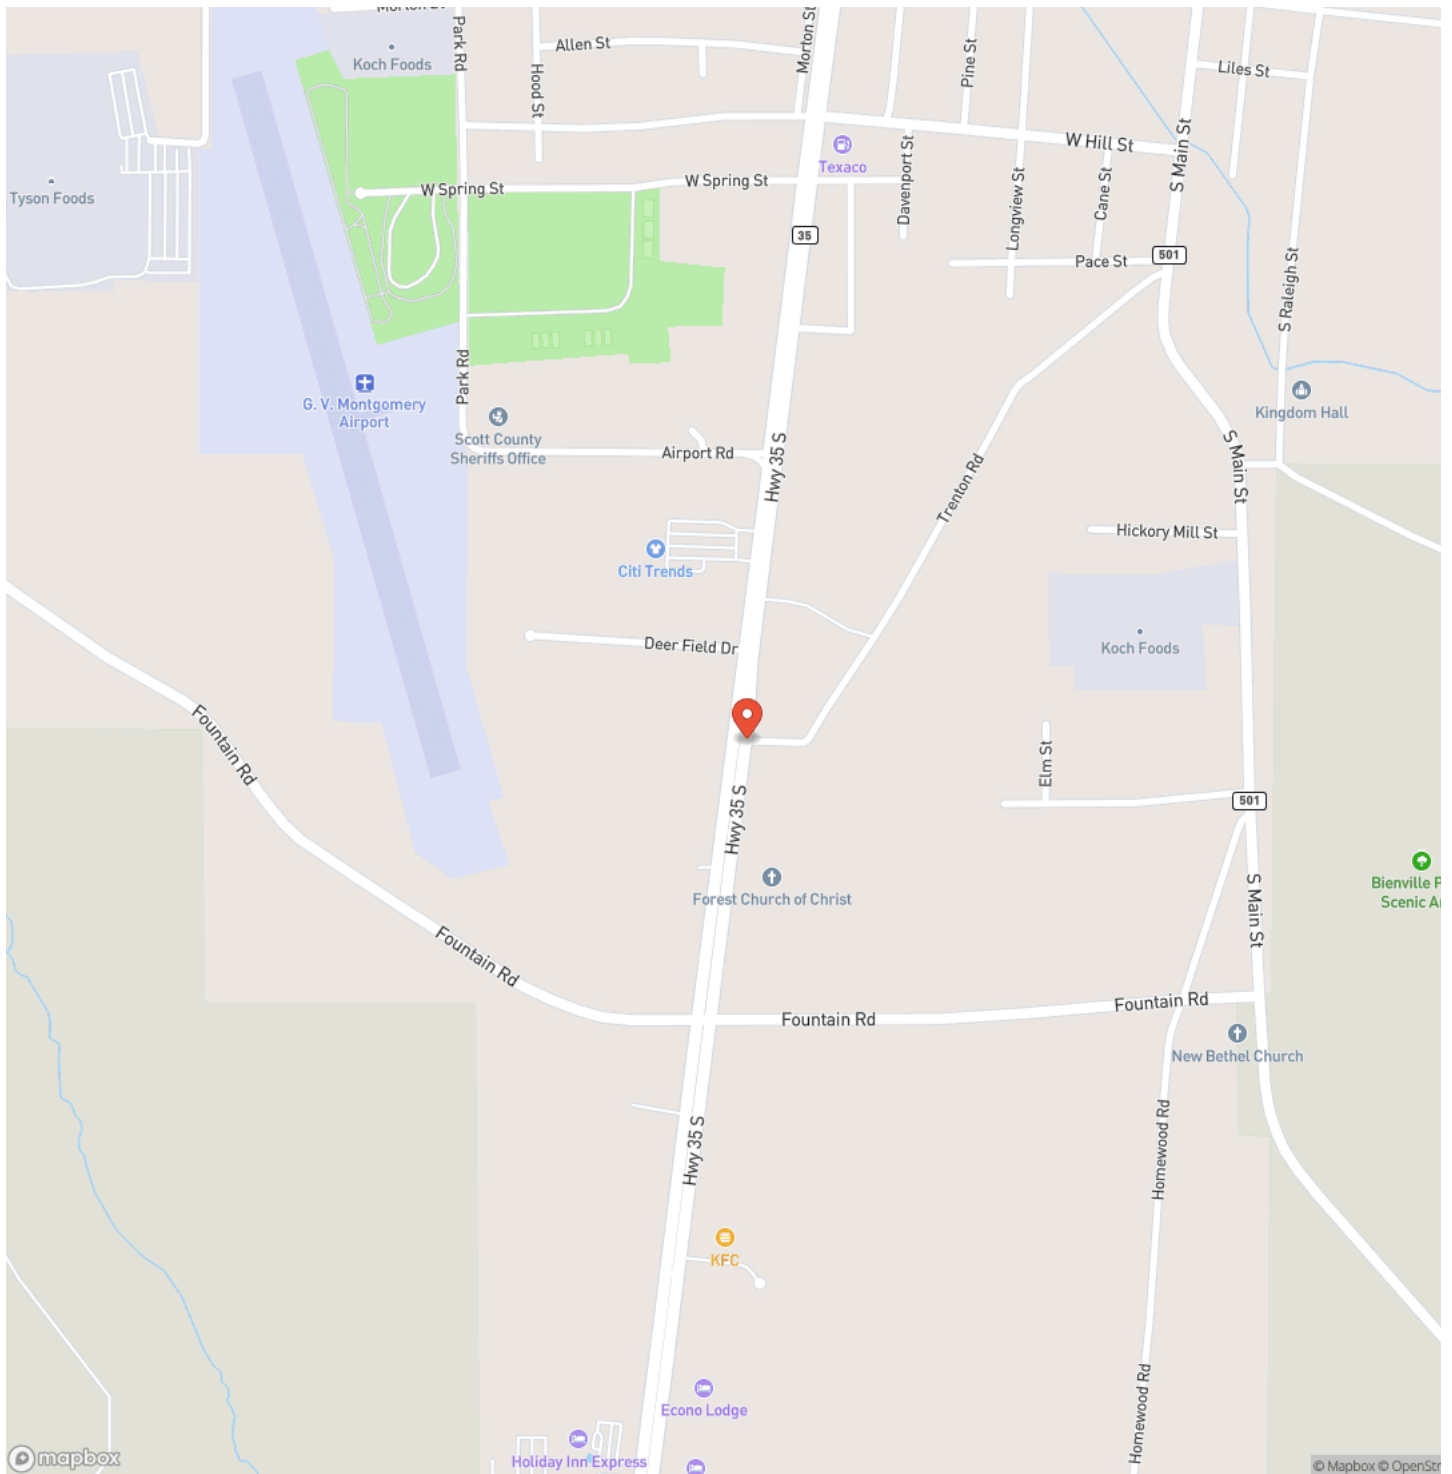 Morton St
Koch Foods
Park Rd
Hood St
Allen St
Morton St
Pine St
Liles St
Tyson Foods
W Spring St
W Spring St
Texaco
W Hill St
S Main St
Davenport St
Longview St
Cane St
35
Pace St
501
S Raleigh St
G. V. Montgomery
Airport
Park Rd
Scott County
Sheriffs Office
Airport Rd
Hwy 35 S
Trenton Rd
Kingdom Hall
S Main St
Hickory Mill St
Citi Trends
Deer Field Dr
Koch Foods
Fountain Rd
Hwy 35 S
Elm St
501
Forest Church of Christ
S Main St
Bienville P
Scenic A
Fountain Rd
Fountain Rd
Fountain Rd
New Bethel Church
Hwy 35 S
Homewood Rd
KFC
Econo Lodge
Homewood Rd
Holiday Inn Express
mapbox
© Mapbox © OpenStr